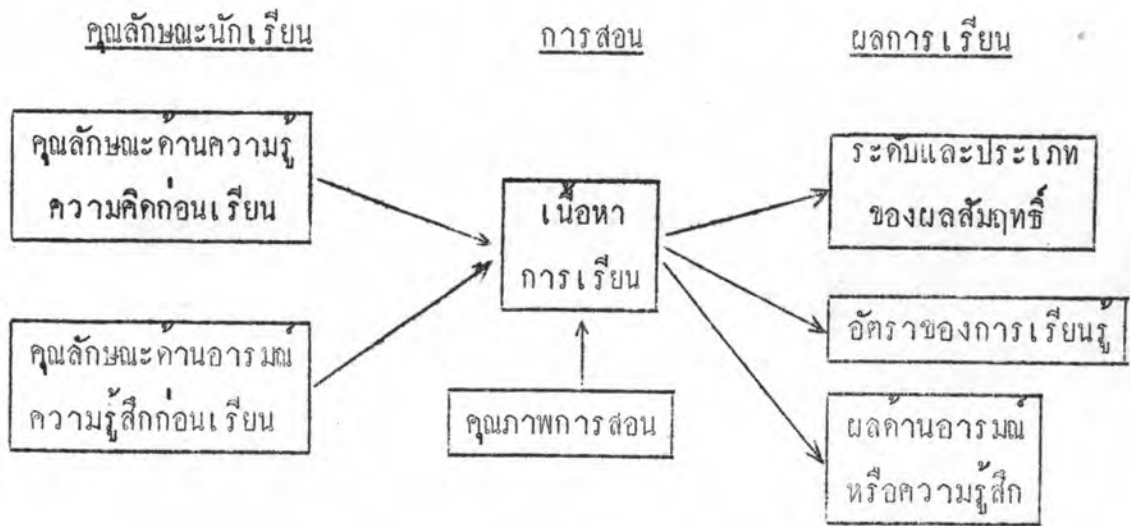 คุณลักษณะนักเรียน
การสอน
ผลการเรียน
คุณลักษณะด้านความรู้
ความคิดก่อนเรียน
คุณลักษณะด้านอารมณ์
ความรู้สึกก่อนเรียน
เนื้อหา
การเรียน
คุณภาพการสอน
ระดับและประเภท
ของผลสัมฤทธิ์
อัตราของการเรียนรู้
ผลด้านอารมณ์
หรือความรู้สึก